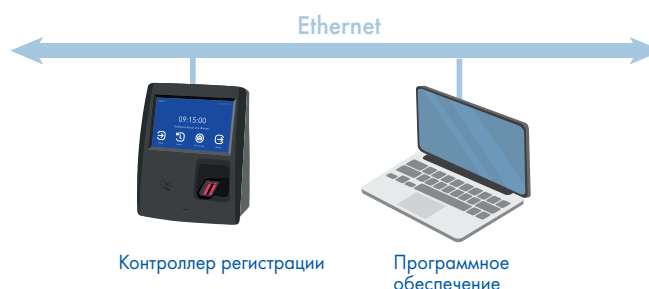 Ethernet
09:15:00
Контроллер регистрации
Программное
обеспечение